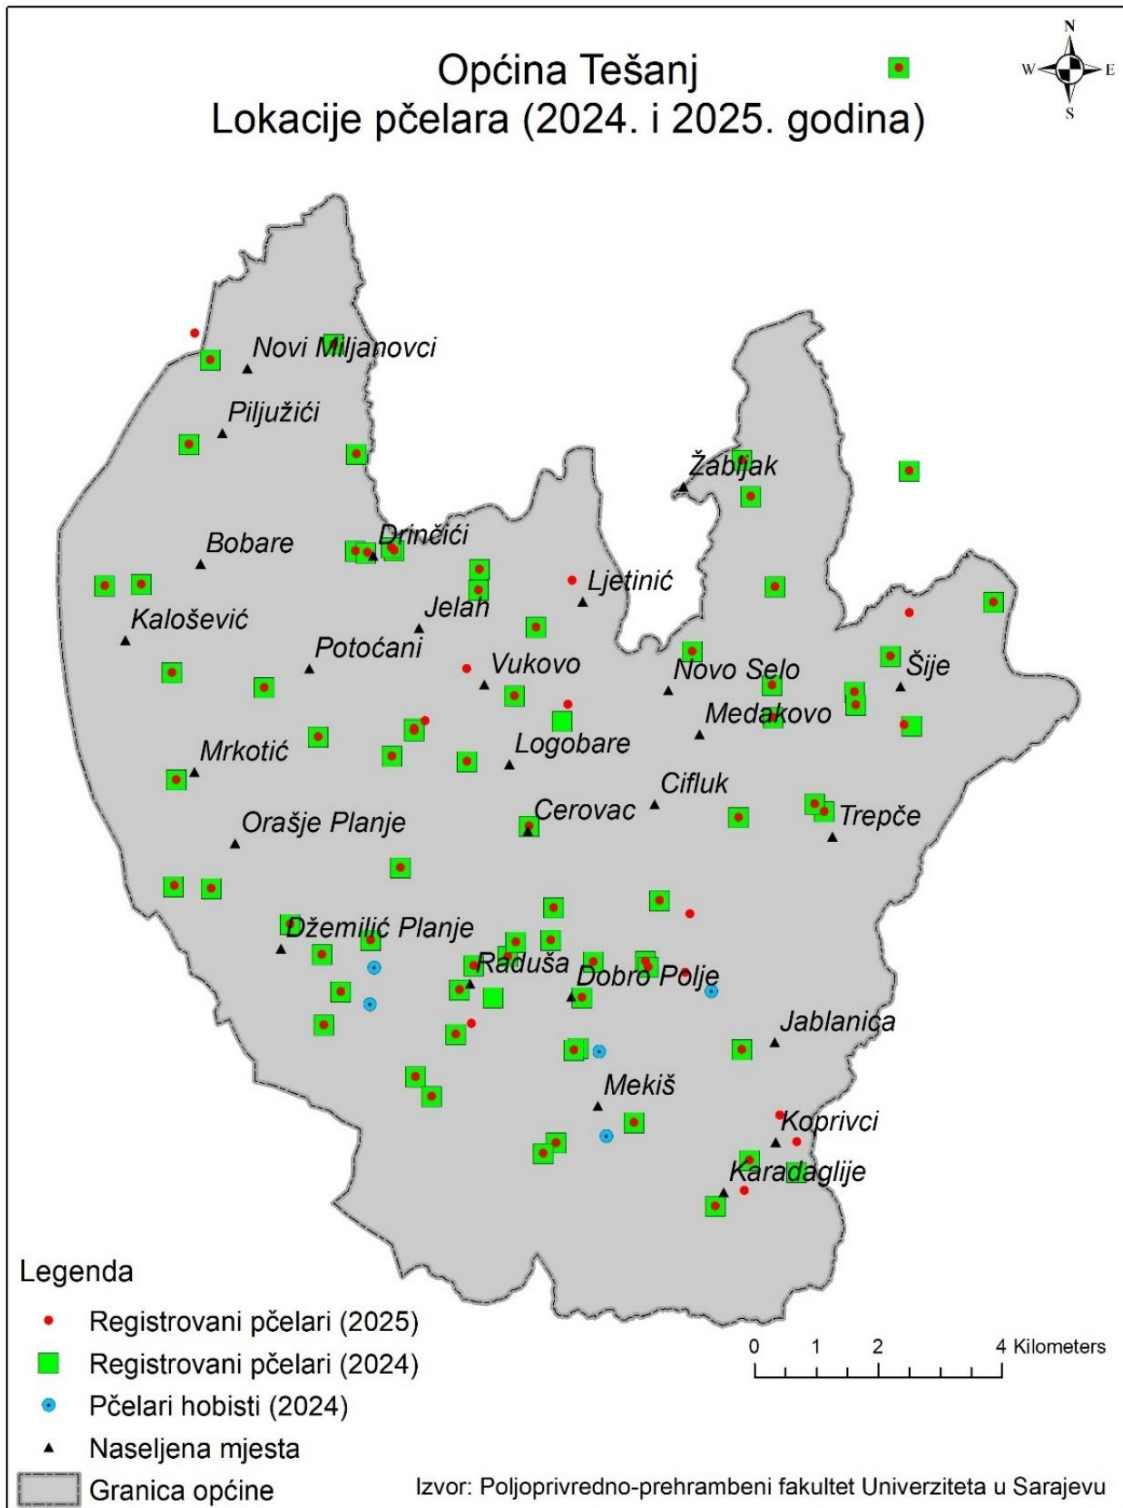 N
Općina Tešanj
W E
Lokacije pčelara (2024. i 2025. godina)
S
Novi Miljanovci
Piljužići
Žabljak
Drinčići
Bobare
Ljetinić
Jelah
Kalošević
Potoćani
Vukovo
Novo Selo
Šije
Medakovo
Logobare
Mrkotić
Cifluk
Cerovac
Trepče
Orašje Planje
Džemilić Planje
Raduša
Dobro Polje
Jablanica
Mekiš
Koprivci
Karadaglije
Legenda
Registrovani pčelari (2025)
Registrovani pčelari (2024)
Pčelari hobisti (2024)
Naseljena mjesta
Granica općine
0 1 2 4 Kilometers
Izvor: Poljoprivredno-prehrambeni fakultet Univerziteta u Sarajevu